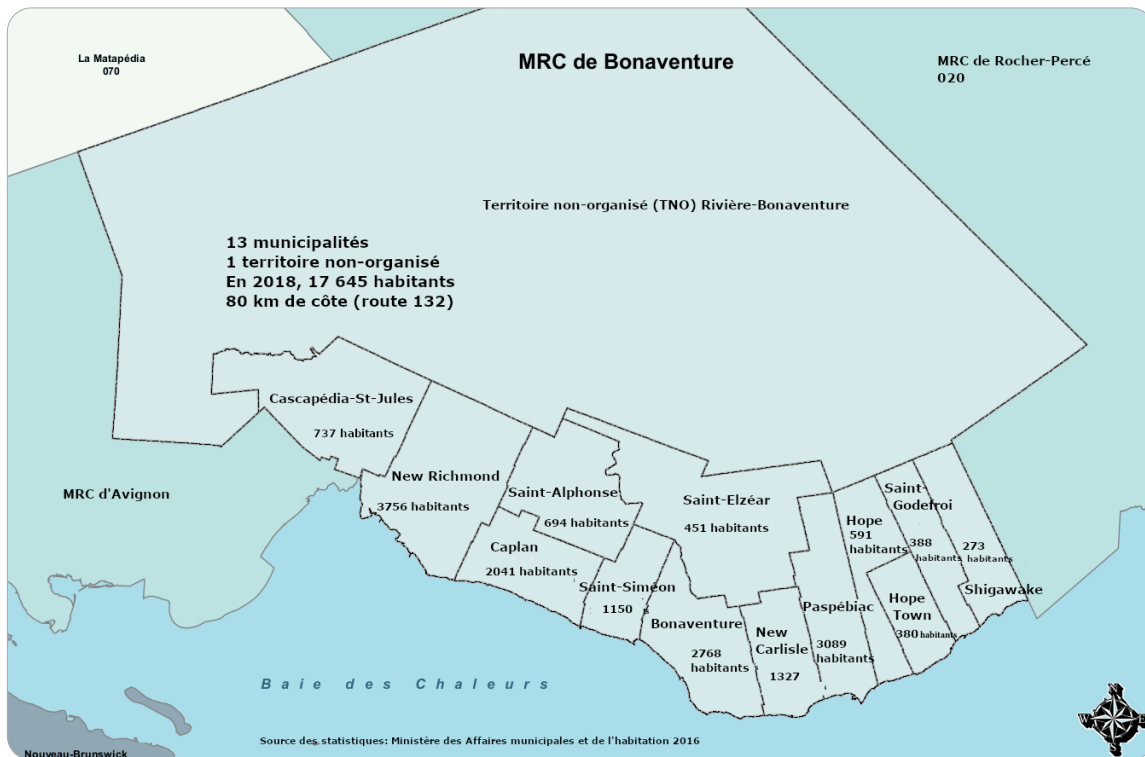 La Matapédia
070
MRC de Bonaventure
MRC de Rocher-Percé
020
Territoire non-organisé (TNO) Rivière-Bonaventure
13 municipalités
1 territoire non-organisé
En 2018, 17 645 habitants
80 km de côte (route 132)
Cascapédia-St-Jules
737 habitants
MRC d'Avignon
New Richmond
3756 habitants
Saint-Alphonse
694 habitants
Saint-Elzéar
451 habitants
Caplan
2041 habitants
Saint-Siméon
1150 s
Bonaventure
2768
habitants
New
Carlisle
1327
Paspébiac
3089
habitants
Hope
591
habitants
Hope
Town
380 habitants
Saint-
Godefroi
388
habitants
273
habitants
Shigawake
Baie des Chaleurs
Source des statistiques: Ministère des Affaires municipales et de l'habitation 2016
Nouveau-Brunswick
N
W E
S